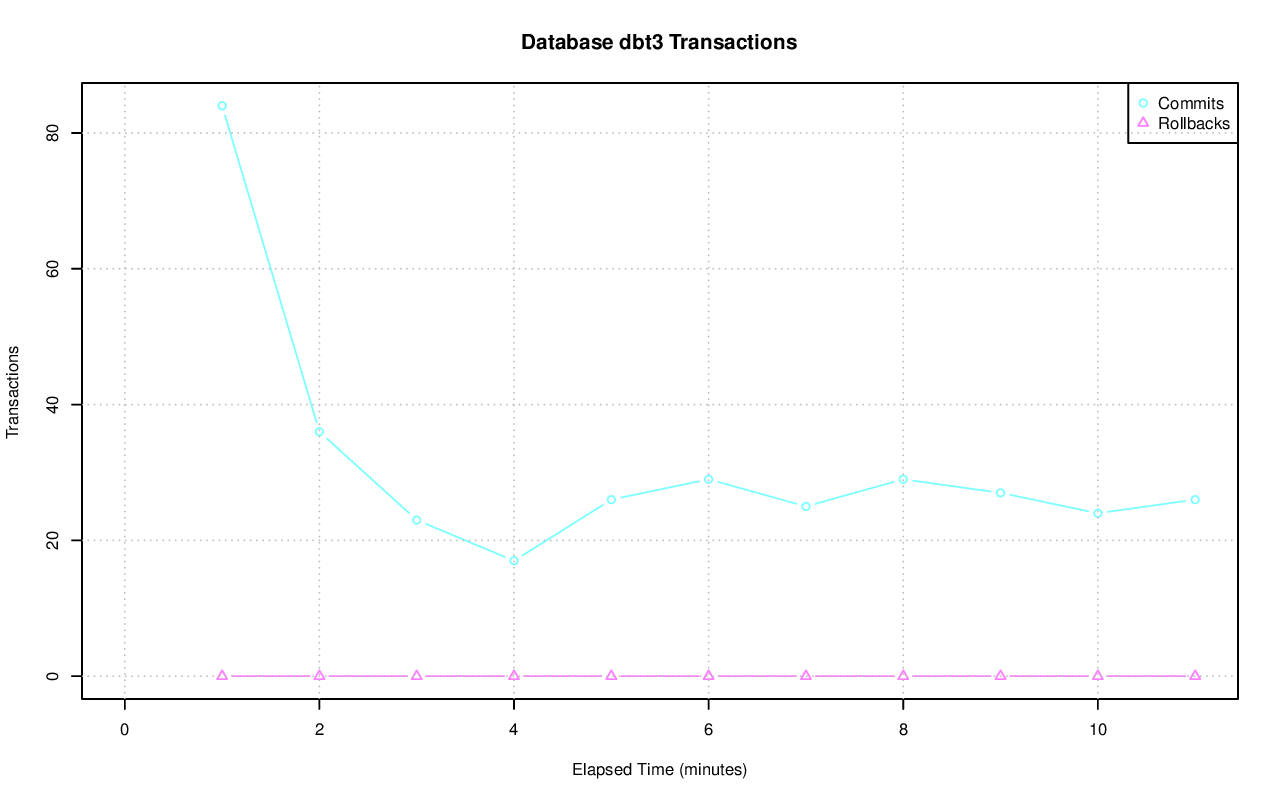 Database dbt3 Transactions
Commits
Rollbacks
80
60
40
20
0
Transactions
0 2 4 6 8 10
Elapsed Time (minutes)